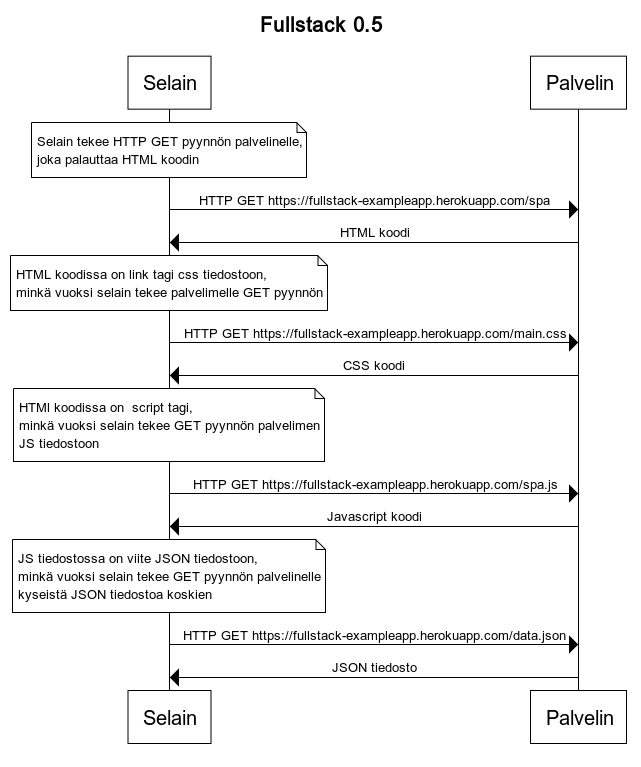 Fullstack 0.5
Selain
Palvelin
Selain tekee HTTP GET pyynnön palvelinelle,
joka palauttaa HTML koodin
HTTP GET https://fullstack-exampleapp.herokuapp.com/spa
HTML koodi
HTML koodissa on link tagi css tiedostoon,
minkä vuoksi selain tekee palvelimelle GET pyynnön
HTTP GET https://fullstack-exampleapp.herokuapp.com/main.css
CSS koodi
HTMl koodissa on  script tagi,
minkä vuoksi selain tekee GET pyynnön palvelimen
JS tiedostoon
HTTP GET https://fullstack-exampleapp.herokuapp.com/spa.js
Javascript koodi
JS tiedostossa on viite JSON tiedostoon,
minkä vuoksi selain tekee GET pyynnön palvelinelle
kyseistä JSON tiedostoa koskien
HTTP GET https://fullstack-exampleapp.herokuapp.com/data.json
JSON tiedosto
Selain
Palvelin